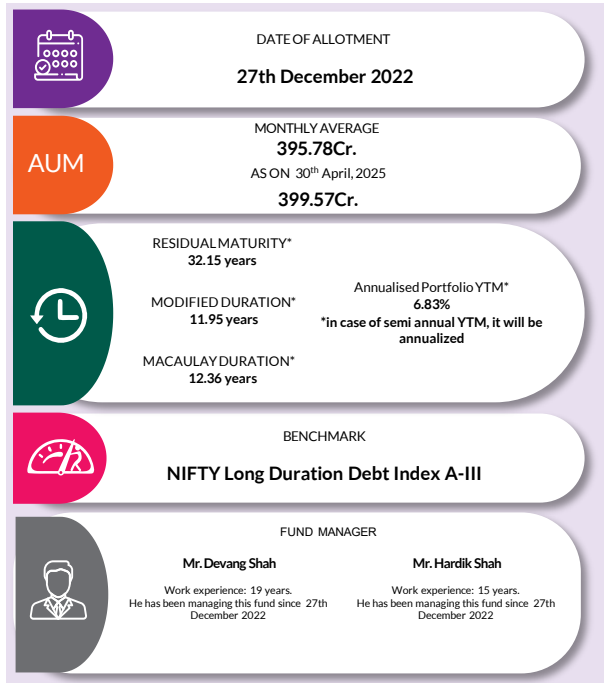 DATE OF ALLOTMENT
27th December 2022
AUM
MONTHLY AVERAGE
395.78Cr.
AS ON 30th April, 2025
399.57Cr.
RESIDUAL MATURITY*
32.15 years
MODIFIED DURATION*
11.95 years
MACAULAY DURATION*
12.36 years
Annualised Portfolio YTM*
6.83%
*in case of semi annual YTM, it will be
annualized
BENCHMARK
NIFTY Long Duration Debt Index A-III
FUND MANAGER
Mr. Devang Shah
Work experience: 19 years.
He has been managing this fund since 27th
December 2022
Mr. Hardik Shah
Work experience: 15 years.
He has been managing this fund since 27th
December 2022